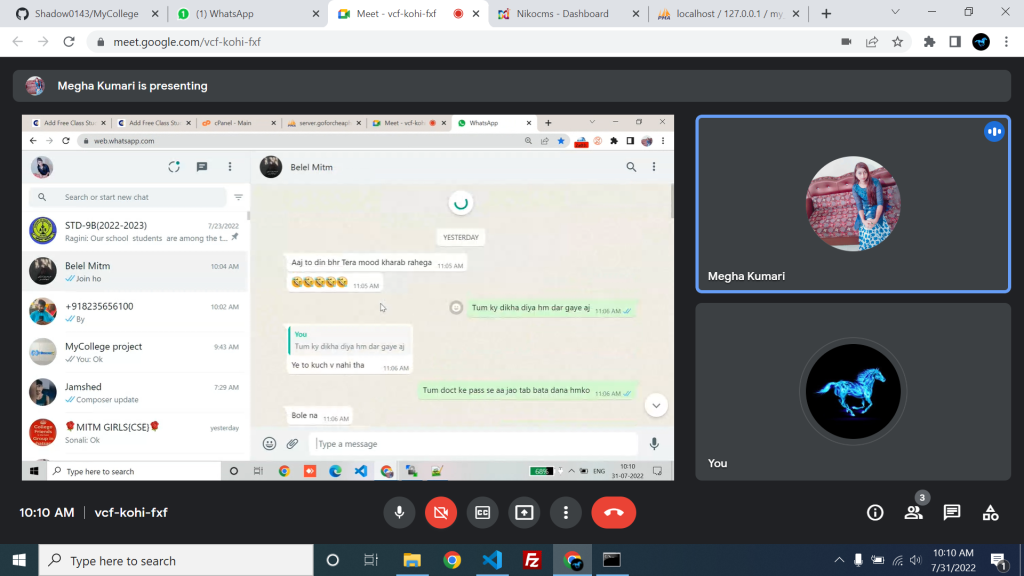 Shadow0143/MyCollege
(1) WhatsApp
Meet - vcf-kohi-fxf
Nikocms - Dashboard
localhost / 127.0.0.1 / my
meet.google.com/vcf-kohi-fxf
Megha Kumari is presenting
Add Free Class Stu
Add Free Class Stu
cPanel - Main
server.goforcheap
Meet - vcf-k
WhatsApp
web.whatsapp.com
Belel Mitm
Search or start new chat
STD-9B(2022-2023) 7/23/2022
Ragini: Our school students are among the t...
Belel Mitm 10:04 AM
Join ho
+918235656100 10:02 AM
By
MyCollege project 9:43 AM
You: Ok
Jamshed 7:29 AM
Composer update
MITM GIRLS(CSE) yesterday
Sonali: Ok
YESTERDAY
Aaj to din bhr Tera mood kharab rahega 11:05 AM
11:05 AM
Tum ky dikha diya hm dar gaye aj 11:06 AM
You
Tum ky dikha diya hm dar gaye aj
Ye to kuch v nahi tha 11:06 AM
Tum doct ke pass se aa jao tab bata dana hmko 11:06 AM
Bole na 11:06 AM
Type a message
Type here to search
68%
ENG
10:10
31-07-2022
Megha Kumari
You
10:10 AM | vcf-kohi-fxf
3
Type here to search
10:10 AM
7/31/2022
1